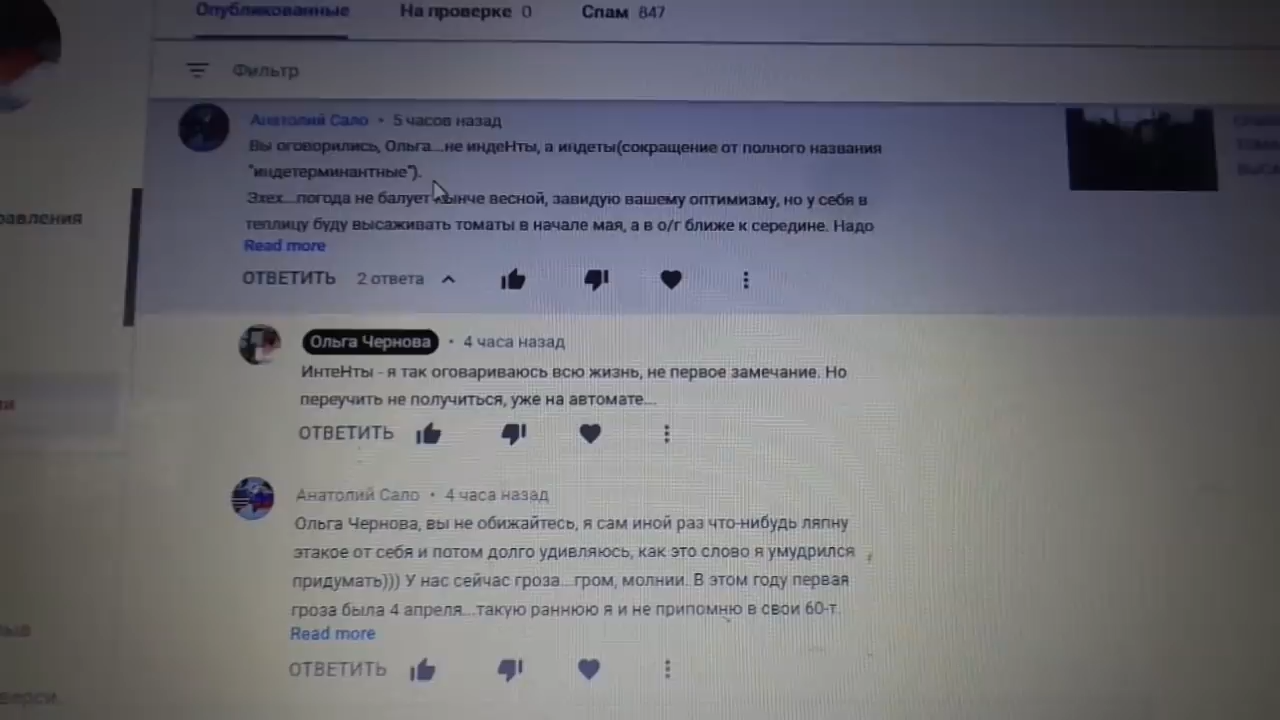 Опубликованные На проверке 0 Спам 847
Фильтр
Анатолий Сало • 5 часов назад
Вы оговорились, Ольга...не индеНты, а индеты(сокращение от полного названия
"индетерминантные").
Эхех...погода не балует нынче весной, завидую вашему оптимизму, но у себя в
теплицу буду высаживать томаты в начале мая, а в о/г ближе к середине. Надо
Read more
ОТВЕТИТЬ 2 ответа
Ольга Чернова • 4 часа назад
ИнтеНты - я так оговариваюсь всю жизнь, не первое замечание. Но
переучить не получиться, уже на автомате...
ОТВЕТИТЬ
Анатолий Сало • 4 часа назад
Ольга Чернова, вы не обижайтесь, я сам иной раз что-нибудь ляпну
этакое от себя и потом долго удивляюсь, как это слово я умудрился
придумать))) У нас сейчас гроза...гром, молнии. В этом году первая
гроза была 4 апреля...такую раннюю я и не припомню в свои 60-т.
Read more
ОТВЕТИТЬ